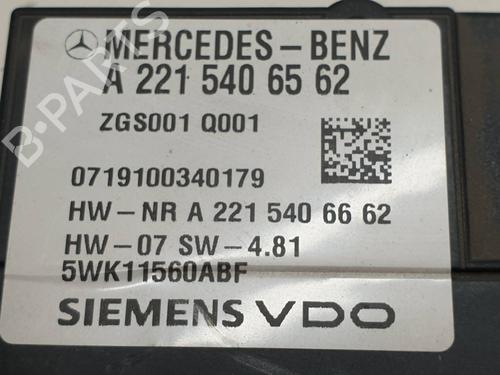 MERCEDES-BENZ
A 221 540 65 62
ZGS001 Q001
0719100340179
HW-NR A 221 540 66 62
HW-07 SW-4.81
5WK11560ABF
SIEMENS VDO
B-PARTS